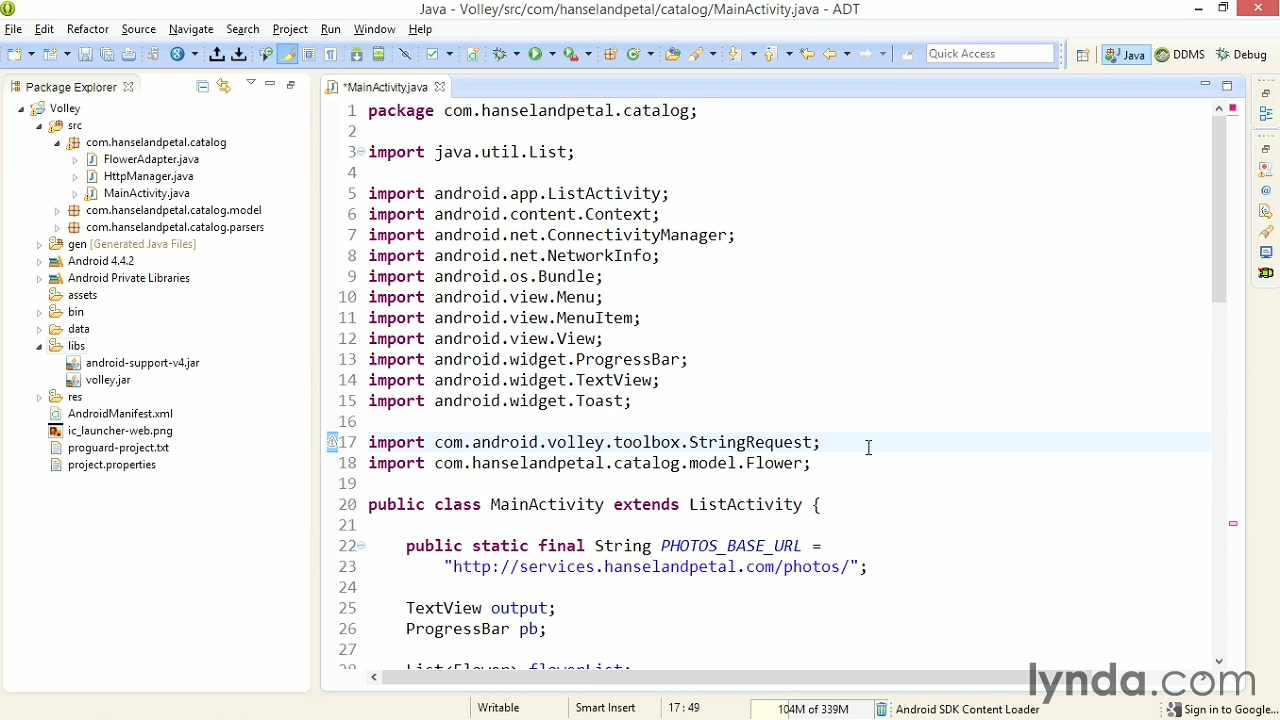 Java - Volley/src/com/hanselandpetal/catalog/MainActivity.java - ADT
File Edit Refactor Source Navigate Search Project Run Window Help
Quick Access
Java
DDMS
Debug
Package Explorer
*MainActivity.java
Volley
src
com.hanselandpetal.catalog
FlowerAdapter.java
HttpManager.java
MainActivity.java
com.hanselandpetal.catalog.model
com.hanselandpetal.catalog.parsers
gen [Generated Java Files]
Android 4.4.2
Android Private Libraries
assets
bin
data
libs
android-support-v4.jar
volley.jar
res
AndroidManifest.xml
ic_launcher-web.png
proguard-project.txt
project.properties
1 package com.hanselandpetal.catalog;
2
3 import java.util.List;
4
5 import android.app.ListActivity;
6 import android.content.Context;
7 import android.net.ConnectivityManager;
8 import android.net.NetworkInfo;
9 import android.os.Bundle;
10 import android.view.Menu;
11 import android.view.MenuItem;
12 import android.view.View;
13 import android.widget.ProgressBar;
14 import android.widget.TextView;
15 import android.widget.Toast;
16
17 import com.android.volley.toolbox.StringRequest;
18 import com.hanselandpetal.catalog.model.Flower;
19
20 public class MainActivity extends ListActivity {
21
22 public static final String PHOTOS_BASE_URL =
23 "http://services.hanselandpetal.com/photos/";
24
25 TextView output;
26 ProgressBar pb;
27
28 List<Flower> flowerList;
lynda.com
Writable
Smart Insert
17 : 49
104M of 339M
Android SDK Content Loader
Sign in to Google...